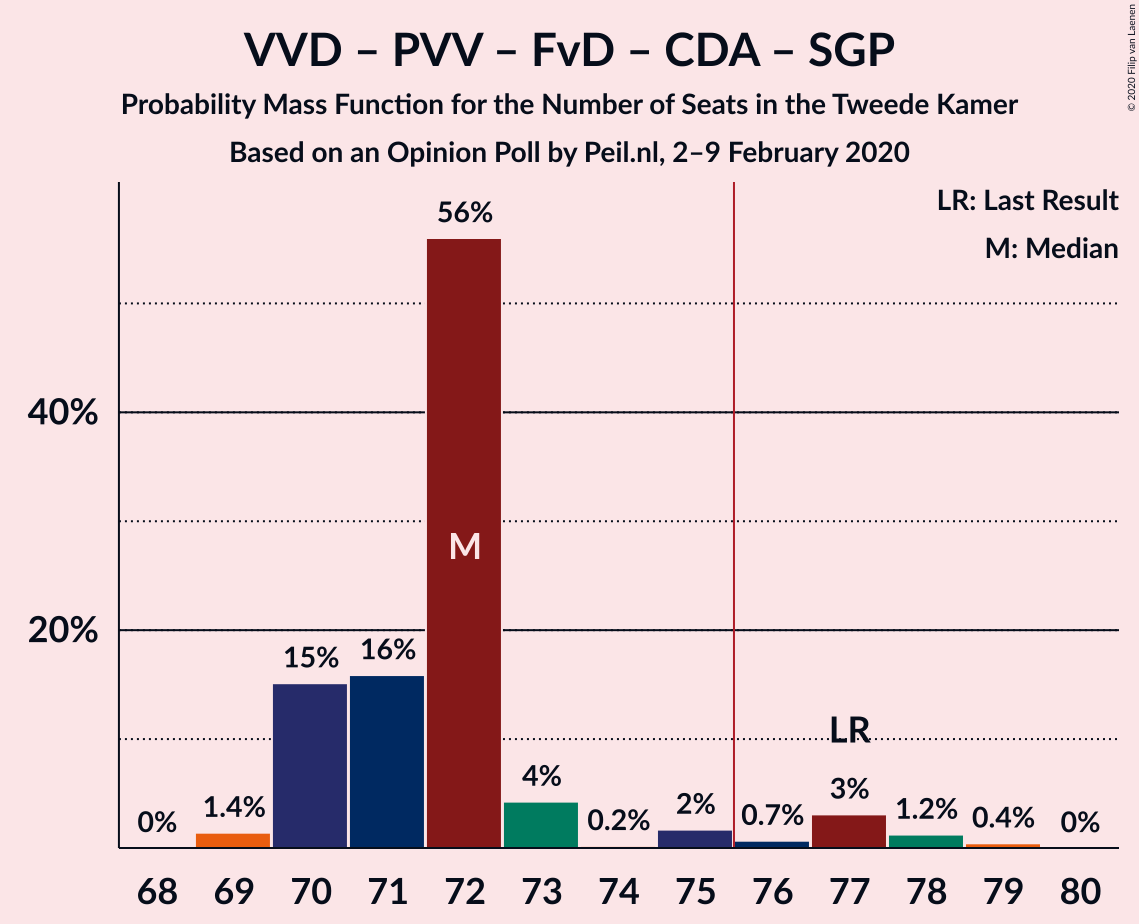 VVD – PVV – FvD – CDA – SGP
Probability Mass Function for the Number of Seats in the Tweede Kamer
Based on an Opinion Poll by Peil.nl, 2–9 February 2020
© 2020 Filip van Laenen
LR: Last Result
M: Median
56%
40%
M
20%
15%
16%
LR
0%
1.4%
4%
0.2%
2%
0.7%
3%
1.2%
0.4%
0%
68 69 70 71 72 73 74 75 76 77 78 79 80